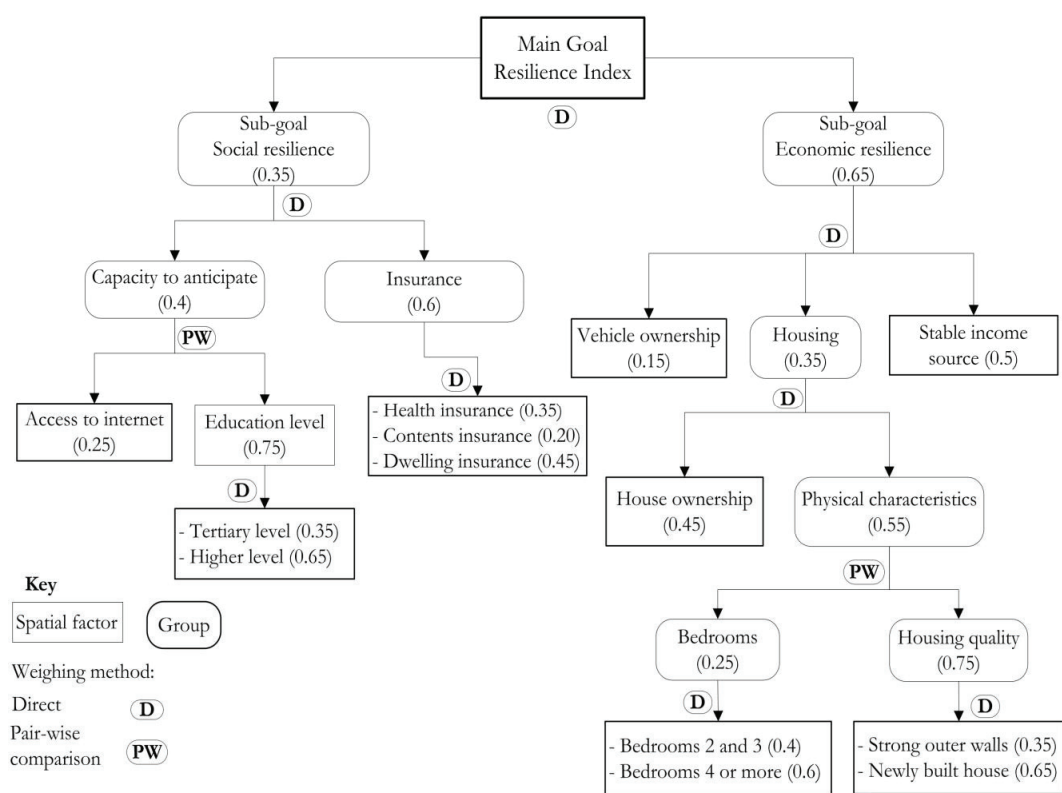 Main Goal
Resilience Index
D
Sub-goal
Social resilience
(0.35)
Sub-goal
Economic resilience
(0.65)
D
D
Capacity to anticipate
(0.4)
Insurance
(0.6)
Vehicle ownership
(0.15)
Housing
(0.35)
Stable income
source (0.5)
PW
D
D
Access to internet
(0.25)
Education level
(0.75)
- Health insurance (0.35)
- Contents insurance (0.20)
- Dwelling insurance (0.45)
House ownership
(0.45)
Physical characteristics
(0.55)
D
- Tertiary level (0.35)
- Higher level (0.65)
PW
Bedrooms
(0.25)
Housing quality
(0.75)
D
D
- Bedrooms 2 and 3 (0.4)
- Bedrooms 4 or more (0.6)
- Strong outer walls (0.35)
- Newly built house (0.65)
Key
Spatial factor
Group
Weighing method:
Direct
D
Pair-wise
comparison
PW